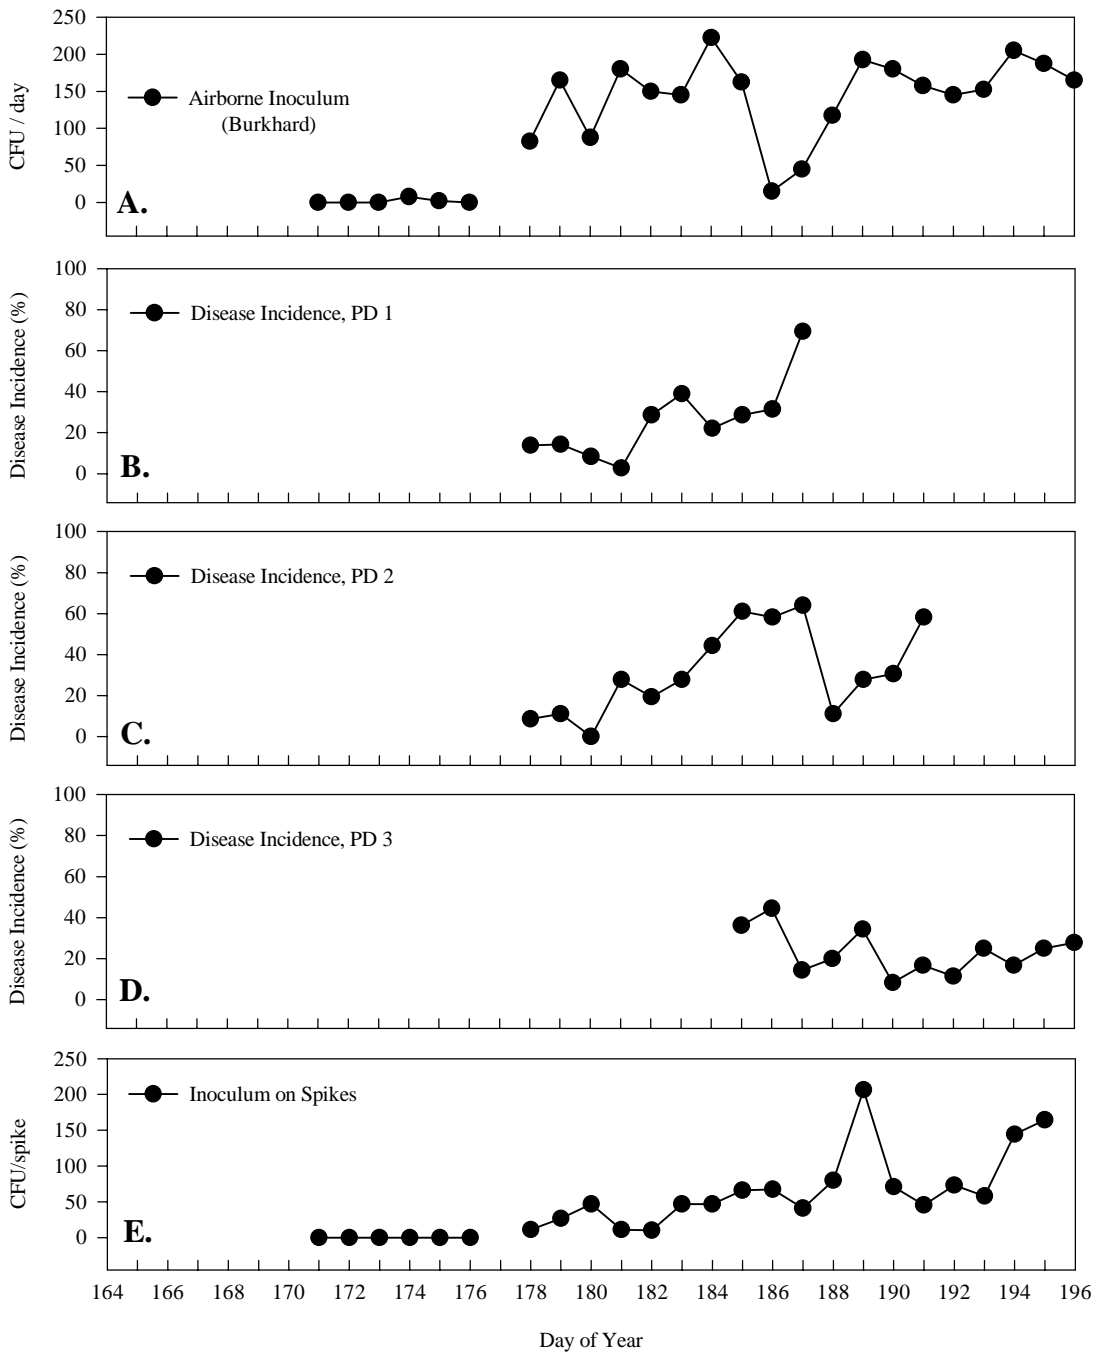 250
200
150
100
50
0
CFU / day
Airborne Inoculum
(Burkhard)
A.
100
80
60
40
20
0
Disease Incidence (%)
Disease Incidence, PD 1
B.
100
80
60
40
20
0
Disease Incidence (%)
Disease Incidence, PD 2
C.
100
80
60
40
20
0
Disease Incidence (%)
Disease Incidence, PD 3
D.
250
200
150
100
50
0
CFU/spike
Inoculum on Spikes
E.
164 166 168 170 172 174 176 178 180 182 184 186 188 190 192 194 196
Day of Year